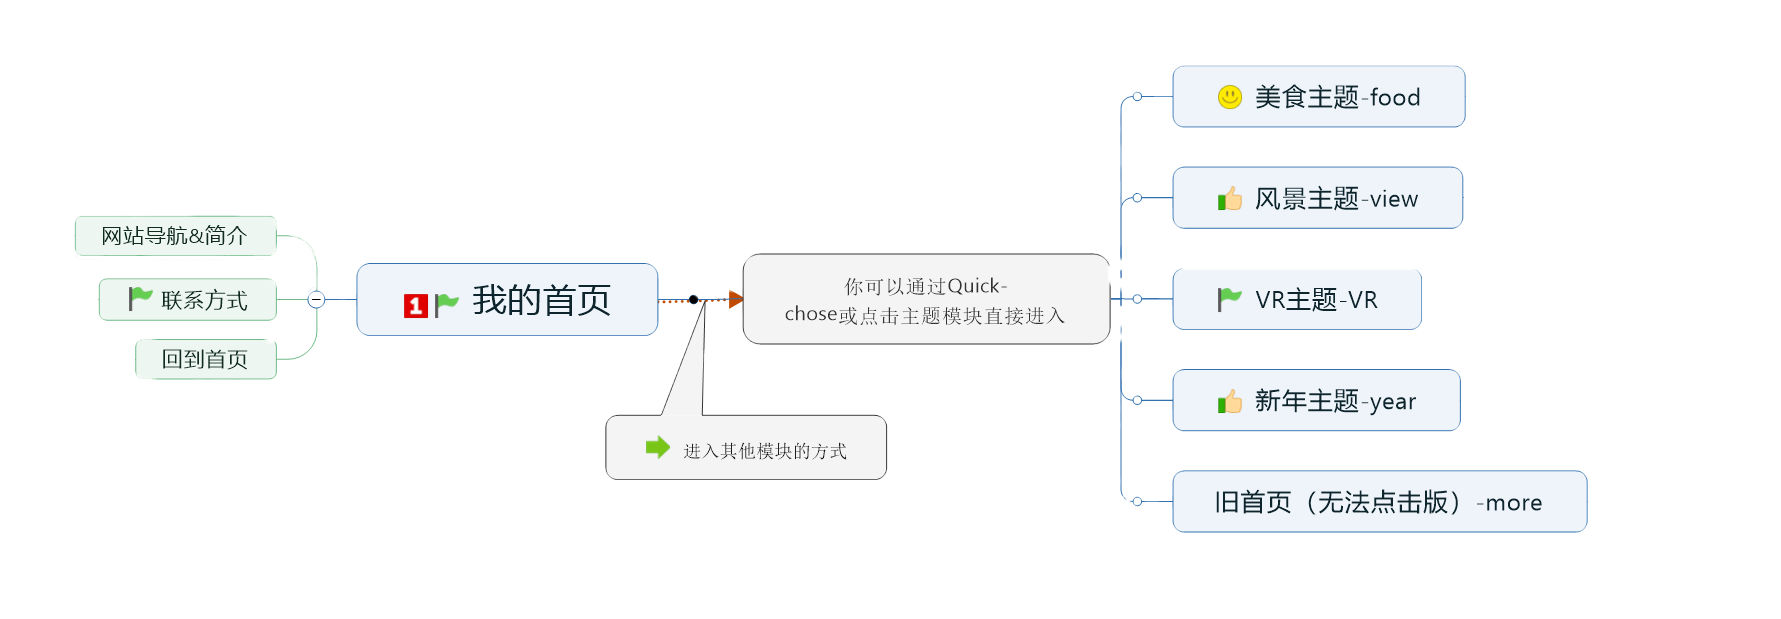 网站导航&简介
联系方式
回到首页
1 我的首页
你可以通过Quick-
chose或点击主题模块直接进入
进入其他模块的方式
美食主题-food
风景主题-view
VR主题-VR
新年主题-year
旧首页（无法点击版）-more